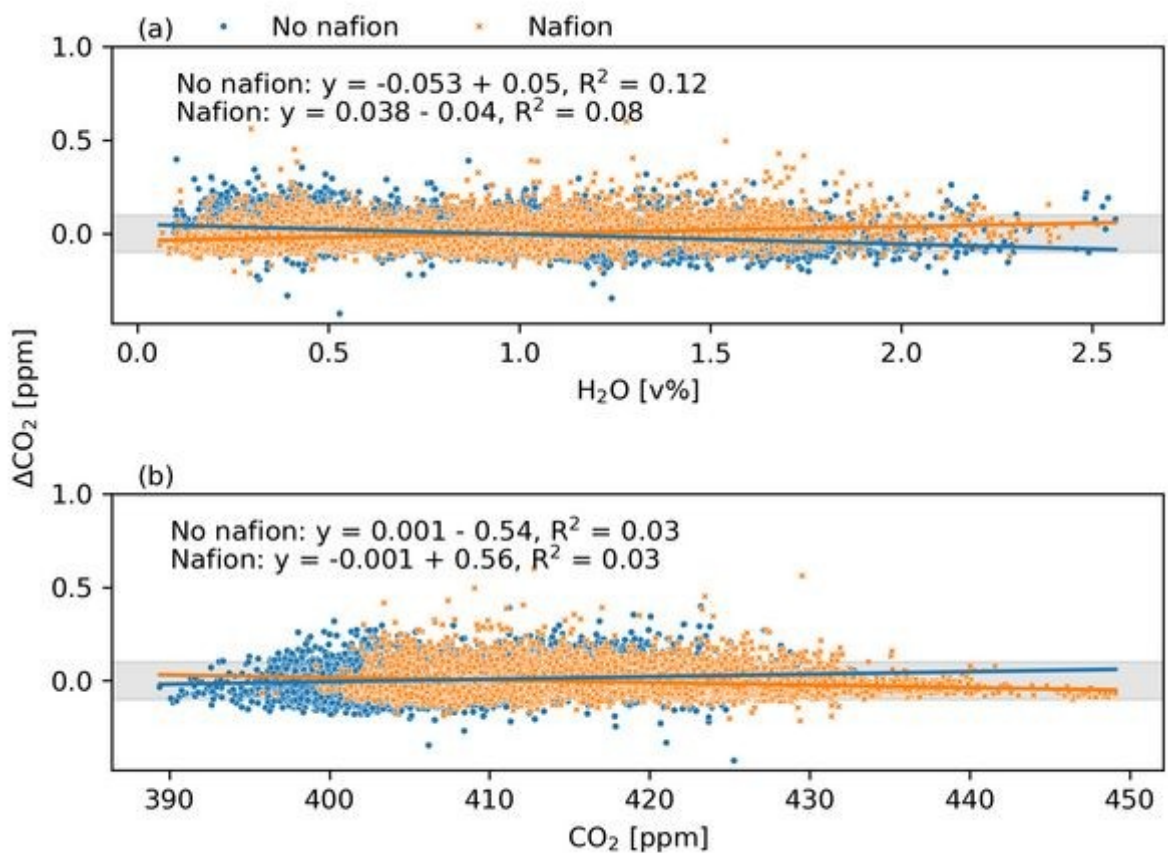 (a) No nafion Nafion
1.0
No nafion: y = -0.053 + 0.05, R² = 0.12
Nafion: y = 0.038 - 0.04, R² = 0.08
0.5
0.0
0.0 0.5 1.0 1.5 2.0 2.5
H₂O [v%]
ΔCO₂ [ppm]
(b)
1.0
No nafion: y = 0.001 - 0.54, R² = 0.03
Nafion: y = -0.001 + 0.56, R² = 0.03
0.5
0.0
390 400 410 420 430 440 450
CO₂ [ppm]